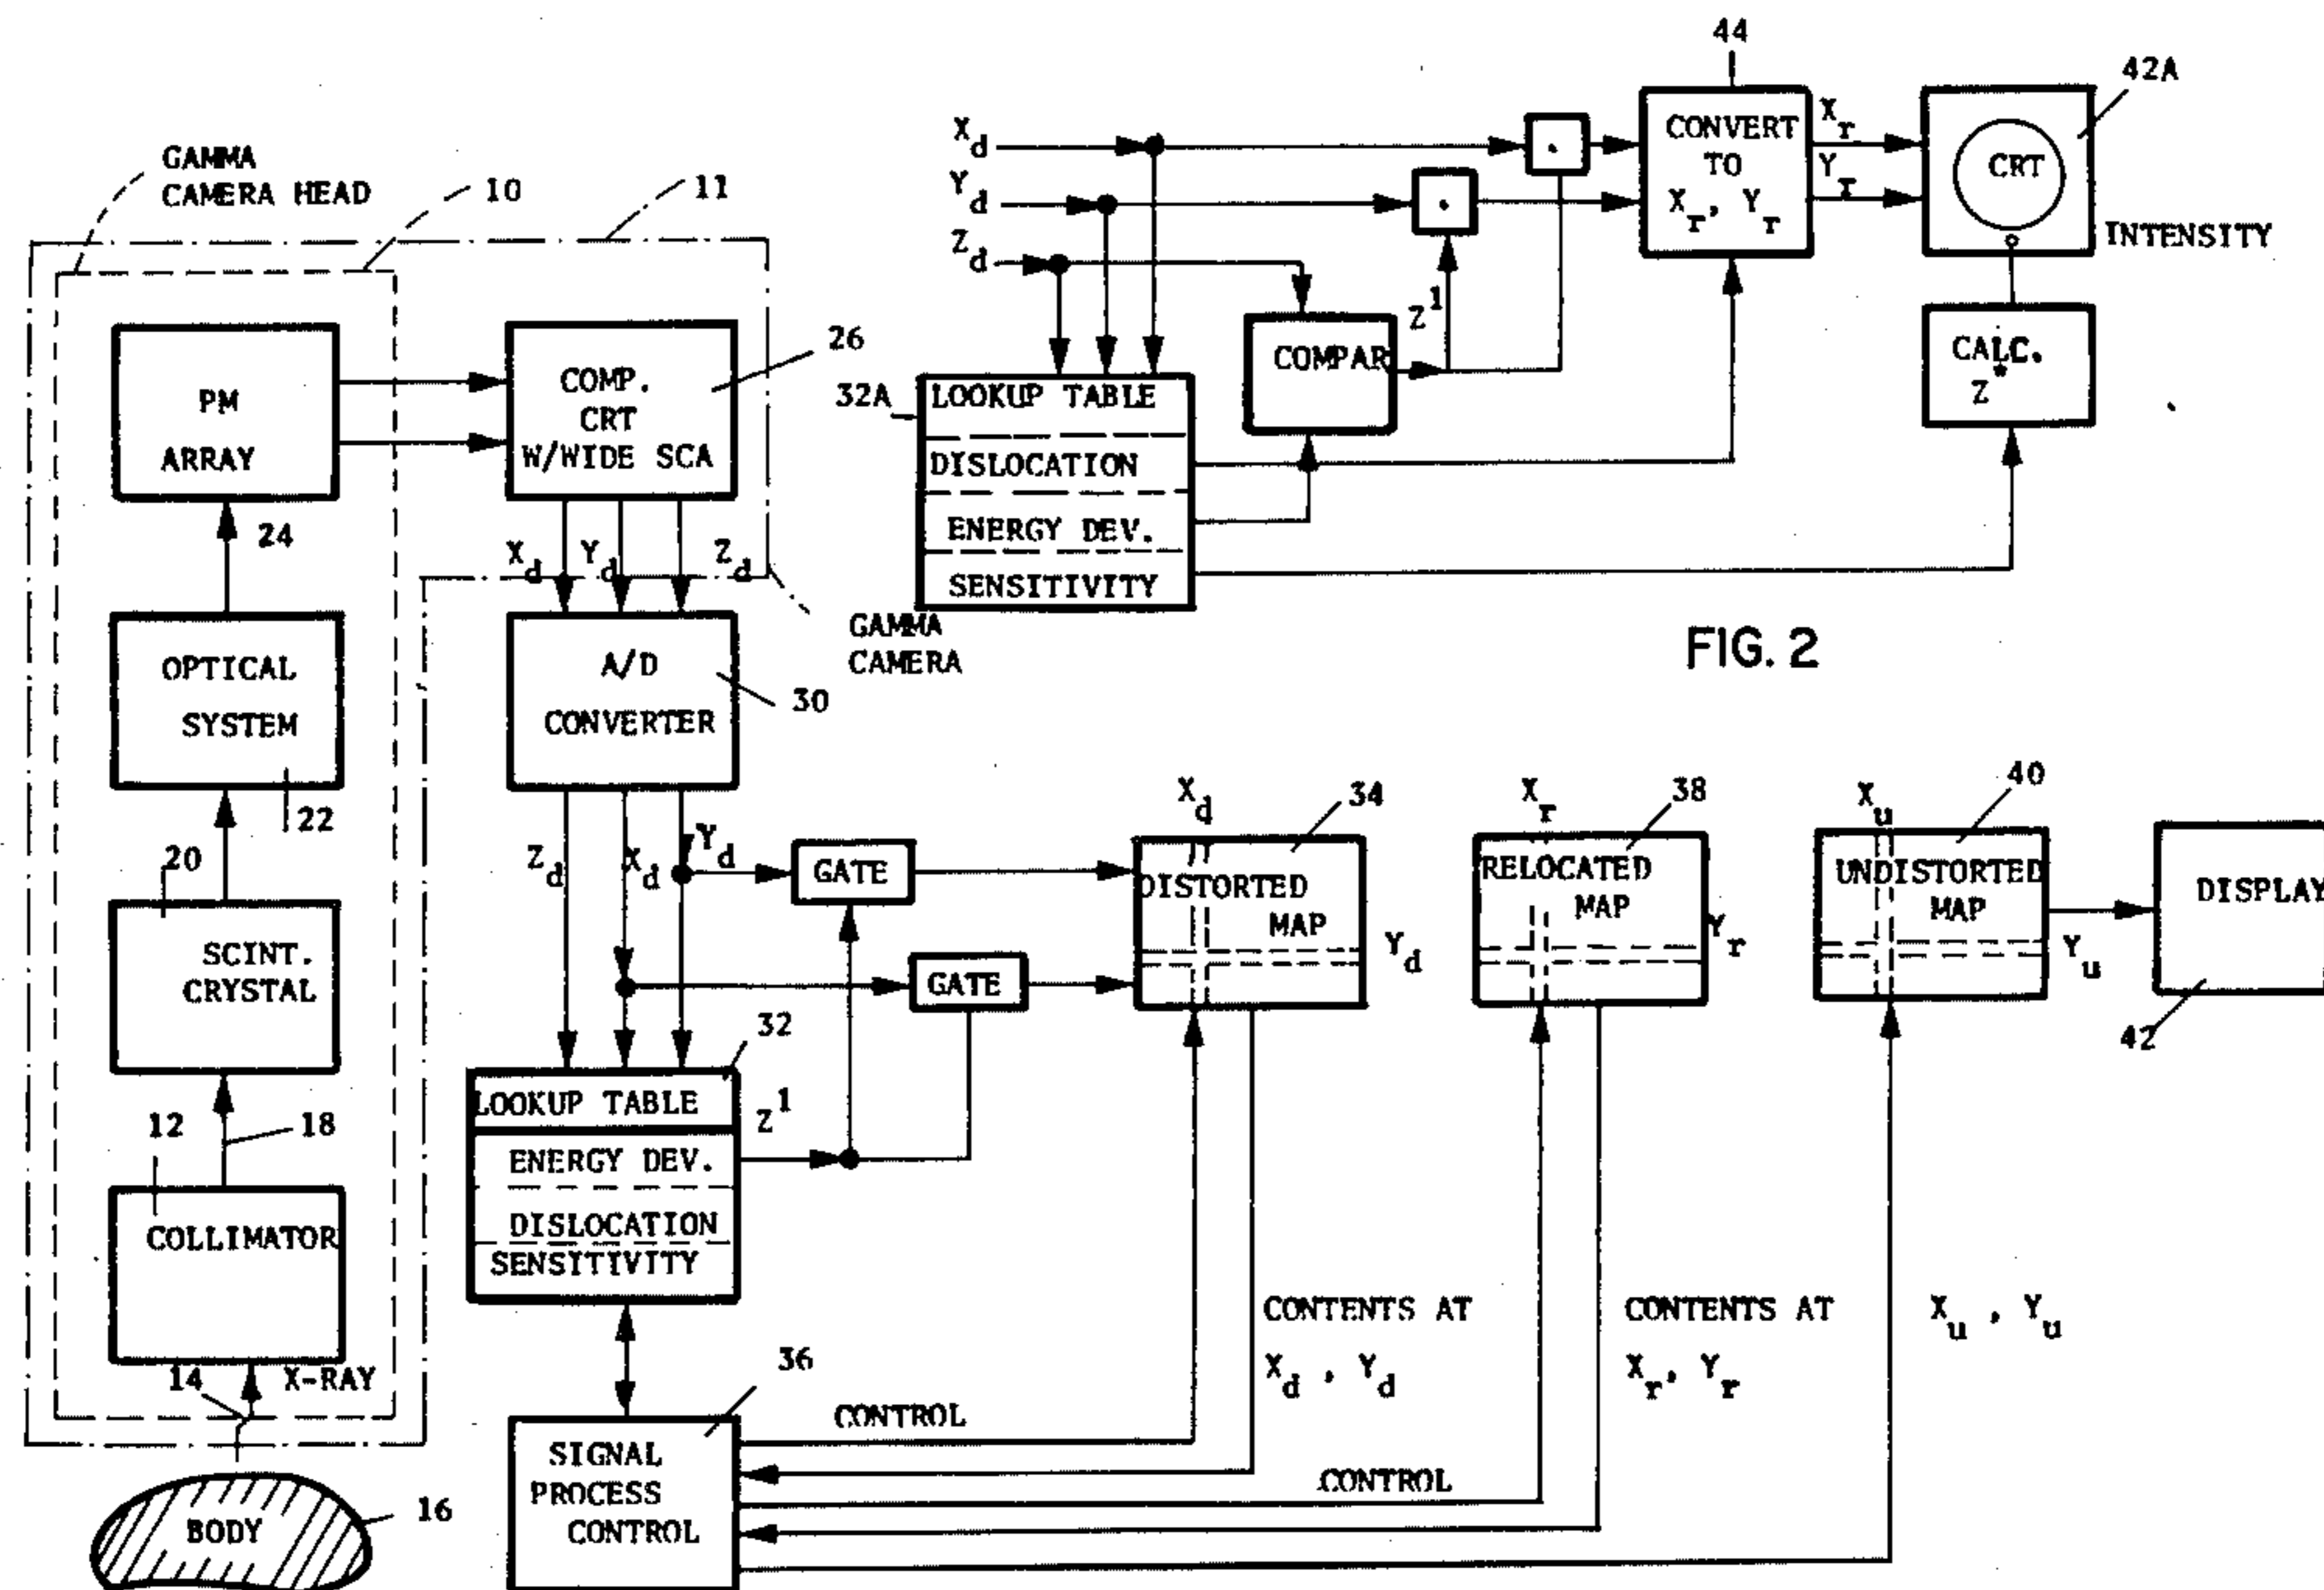 GAMMA
CAMERA HEAD
10
11
PM
ARRAY
24
COMP.
CRT
W/WIDE SCA
26
X_d
Y_d
Z_d
OPTICAL
SYSTEM
22
A/D
CONVERTER
30
GAMMA
CAMERA
20
SCINT.
CRYSTAL
12
18
COLLIMATOR
14
X-RAY
BODY
16
Z_d
X_d
Y_d
GATE
GATE
32
LOOKUP TABLE
ENERGY DEV.
DISLOCATION
SENSITIVITY
Z^1
36
SIGNAL
PROCESS
CONTROL
CONTROL
CONTROL
X_d
34
DISTORTED
MAP
Y_d
X_r
38
RELOCATED
MAP
Y_r
X_u
40
UNDISTORTED
MAP
Y_u
DISPLAY
42
CONTENTS AT
X_d , Y_d
CONTENTS AT
X_r, Y_r
X_u , Y_u
X_d
Y_d
Z_d
32A
LOOKUP TABLE
DISLOCATION
ENERGY DEV.
SENSITIVITY
COMPAR
Z^1
.
.
44
CONVERT
TO
X_r, Y_r
X_r
Y_r
42A
CRT
INTENSITY
CALC.
Z*
FIG. 2